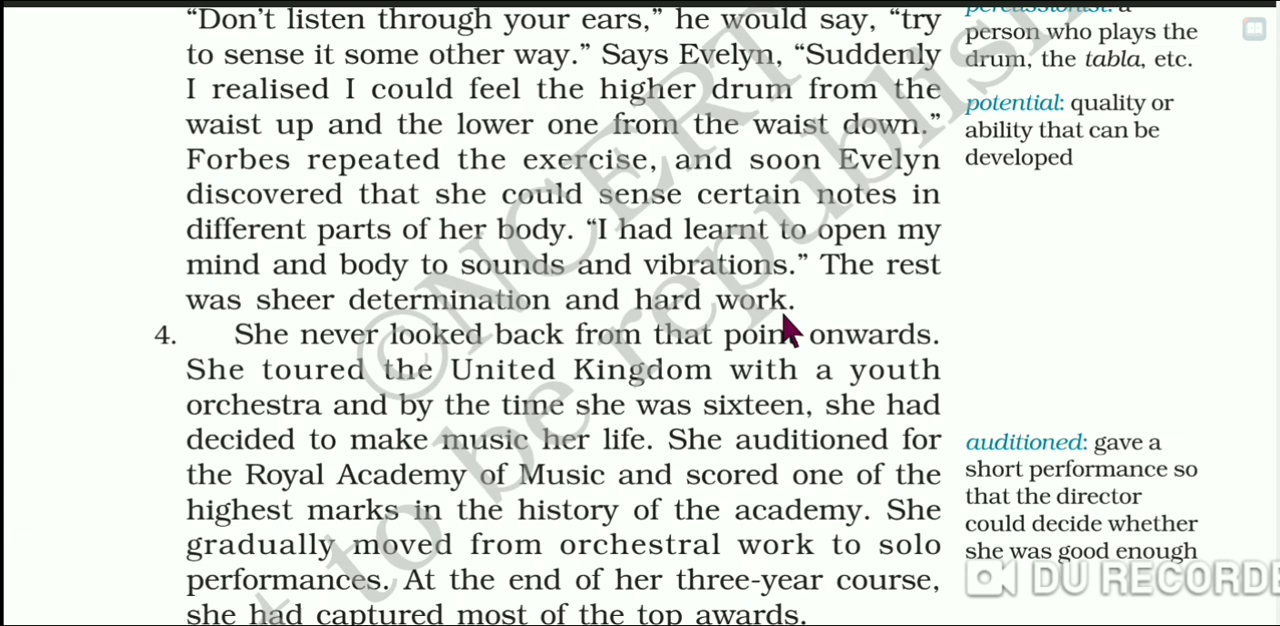 “Don’t listen through your ears,” he would say, “try
to sense it some other way.” Says Evelyn, “Suddenly
I realised I could feel the higher drum from the
waist up and the lower one from the waist down.”
Forbes repeated the exercise, and soon Evelyn
discovered that she could sense certain notes in
different parts of her body. “I had learnt to open my
mind and body to sounds and vibrations.” The rest
was sheer determination and hard work.
4. She never looked back from that point onwards.
She toured the United Kingdom with a youth
orchestra and by the time she was sixteen, she had
decided to make music her life. She auditioned for
the Royal Academy of Music and scored one of the
highest marks in the history of the academy. She
gradually moved from orchestral work to solo
performances. At the end of her three-year course,
she had captured most of the top awards.
percussionist: a
person who plays the
drum, the tabla, etc.
potential: quality or
ability that can be
developed
auditioned: gave a
short performance so
that the director
could decide whether
she was good enough
©NCERT
to be republish
DU RECORDE